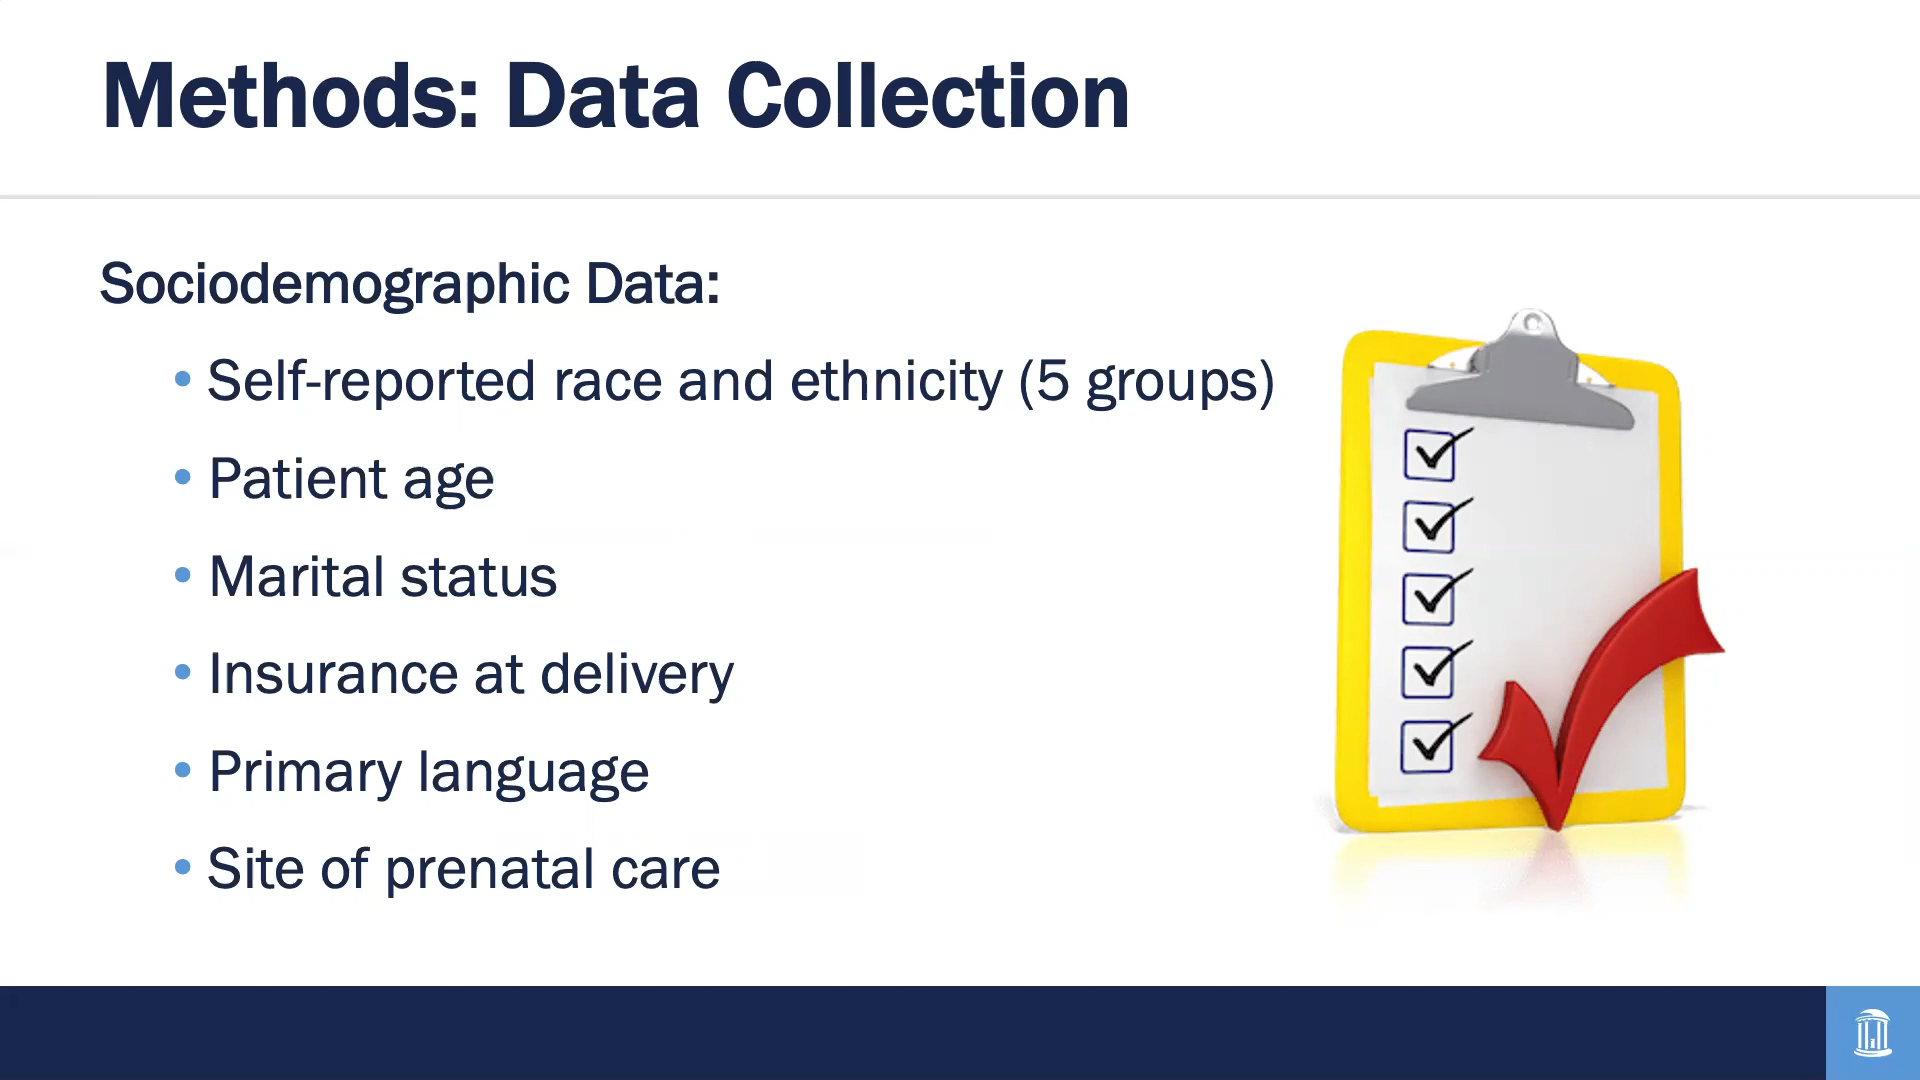 Methods: Data Collection
Sociodemographic Data:
• Self-reported race and ethnicity (5 groups)
• Patient age
• Marital status
• Insurance at delivery
• Primary language
• Site of prenatal care